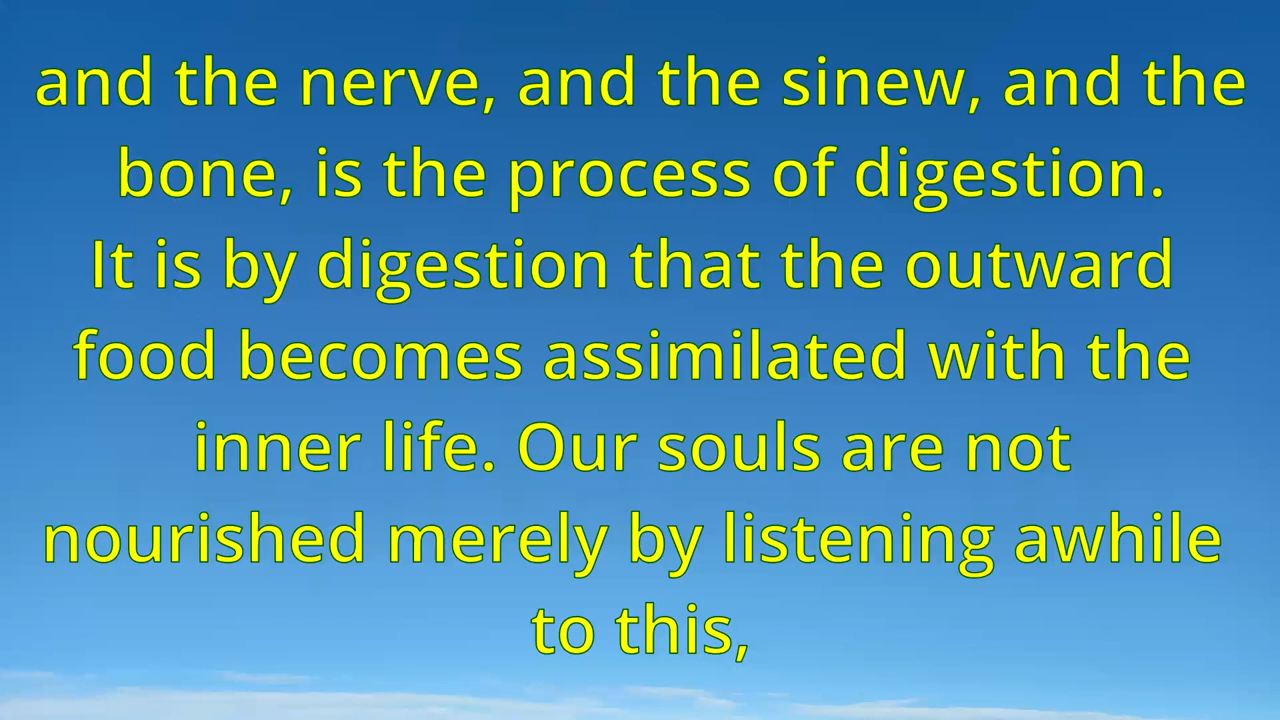 and the nerve, and the sinew, and the
bone, is the process of digestion.
It is by digestion that the outward
food becomes assimilated with the
inner life. Our souls are not
nourished merely by listening awhile
to this,